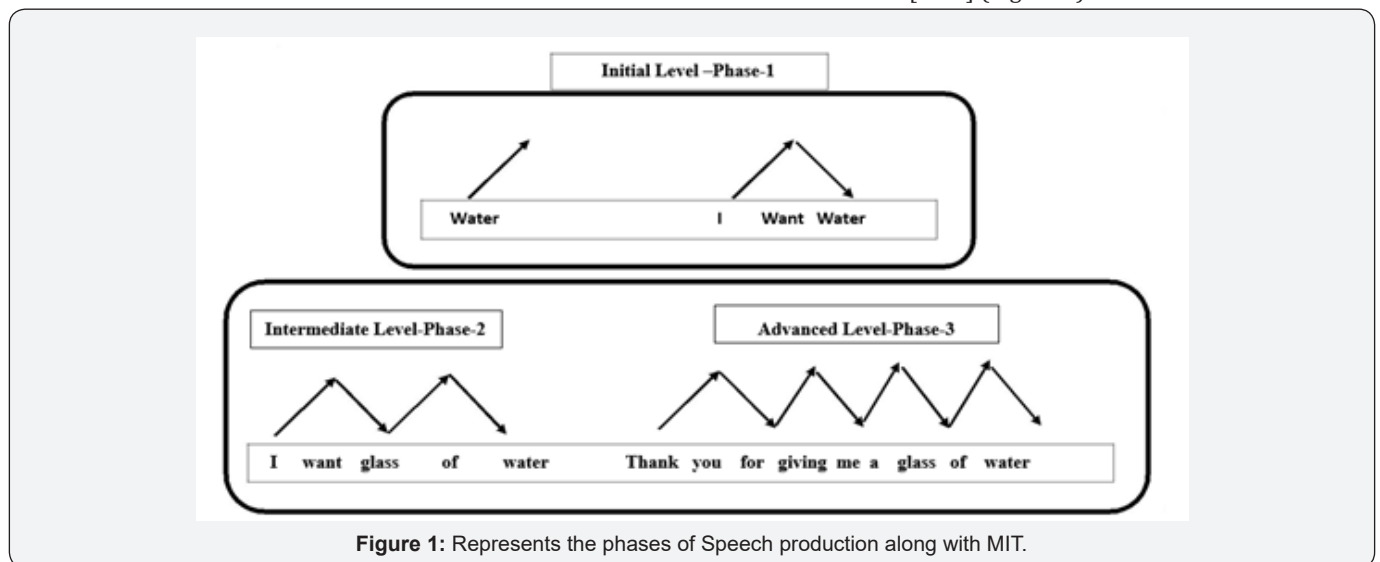 Initial Level –Phase-1
Water I Want Water
Intermediate Level-Phase-2
Advanced Level-Phase-3
I want glass of water Thank you for giving me a glass of water
Figure 1: Represents the phases of Speech production along with MIT.